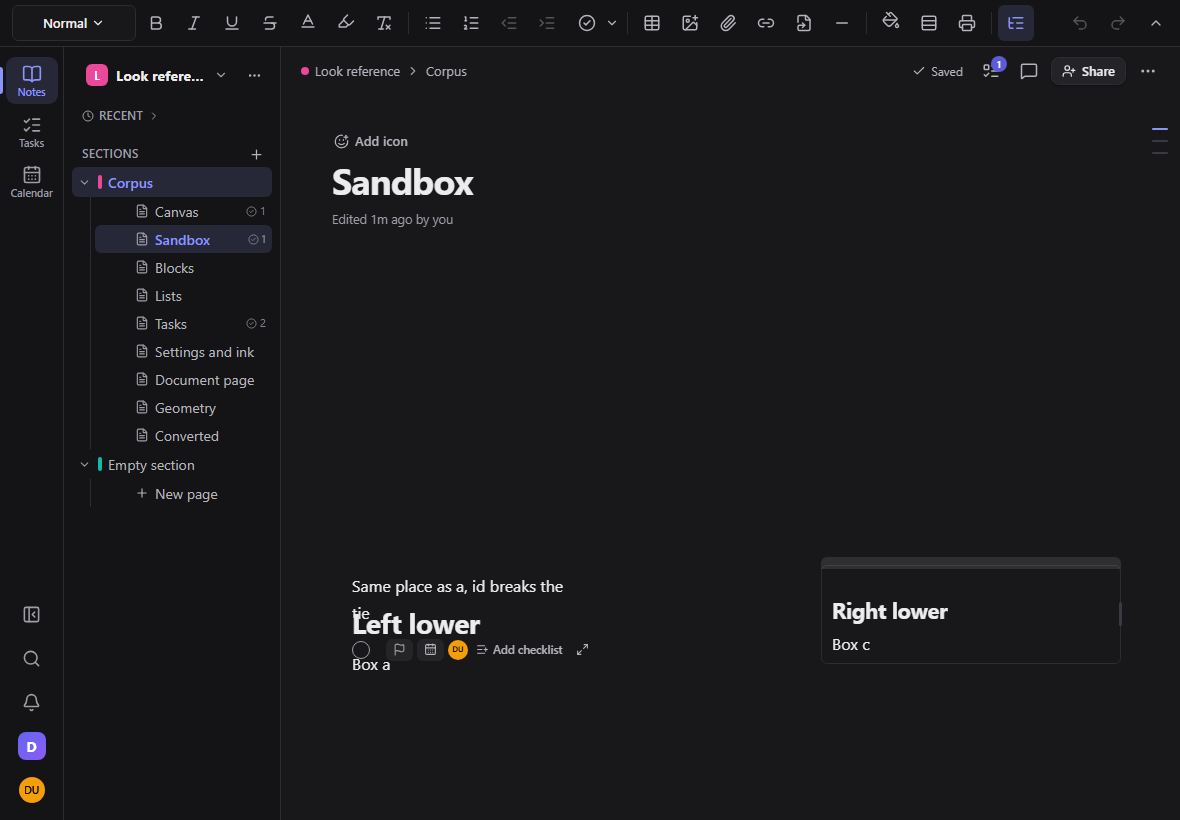 Normal
L Look refere...
Look reference > Corpus
Saved
1
Share
Notes
Tasks
Calendar
RECENT
SECTIONS
Corpus
Canvas 1
Sandbox 1
Blocks
Lists
Tasks 2
Settings and ink
Document page
Geometry
Converted
Empty section
New page
D
DU
Add icon
Sandbox
Edited 1m ago by you
Same place as a, id breaks the
tie
Left lower
DU Add checklist
Box a
Right lower
Box c